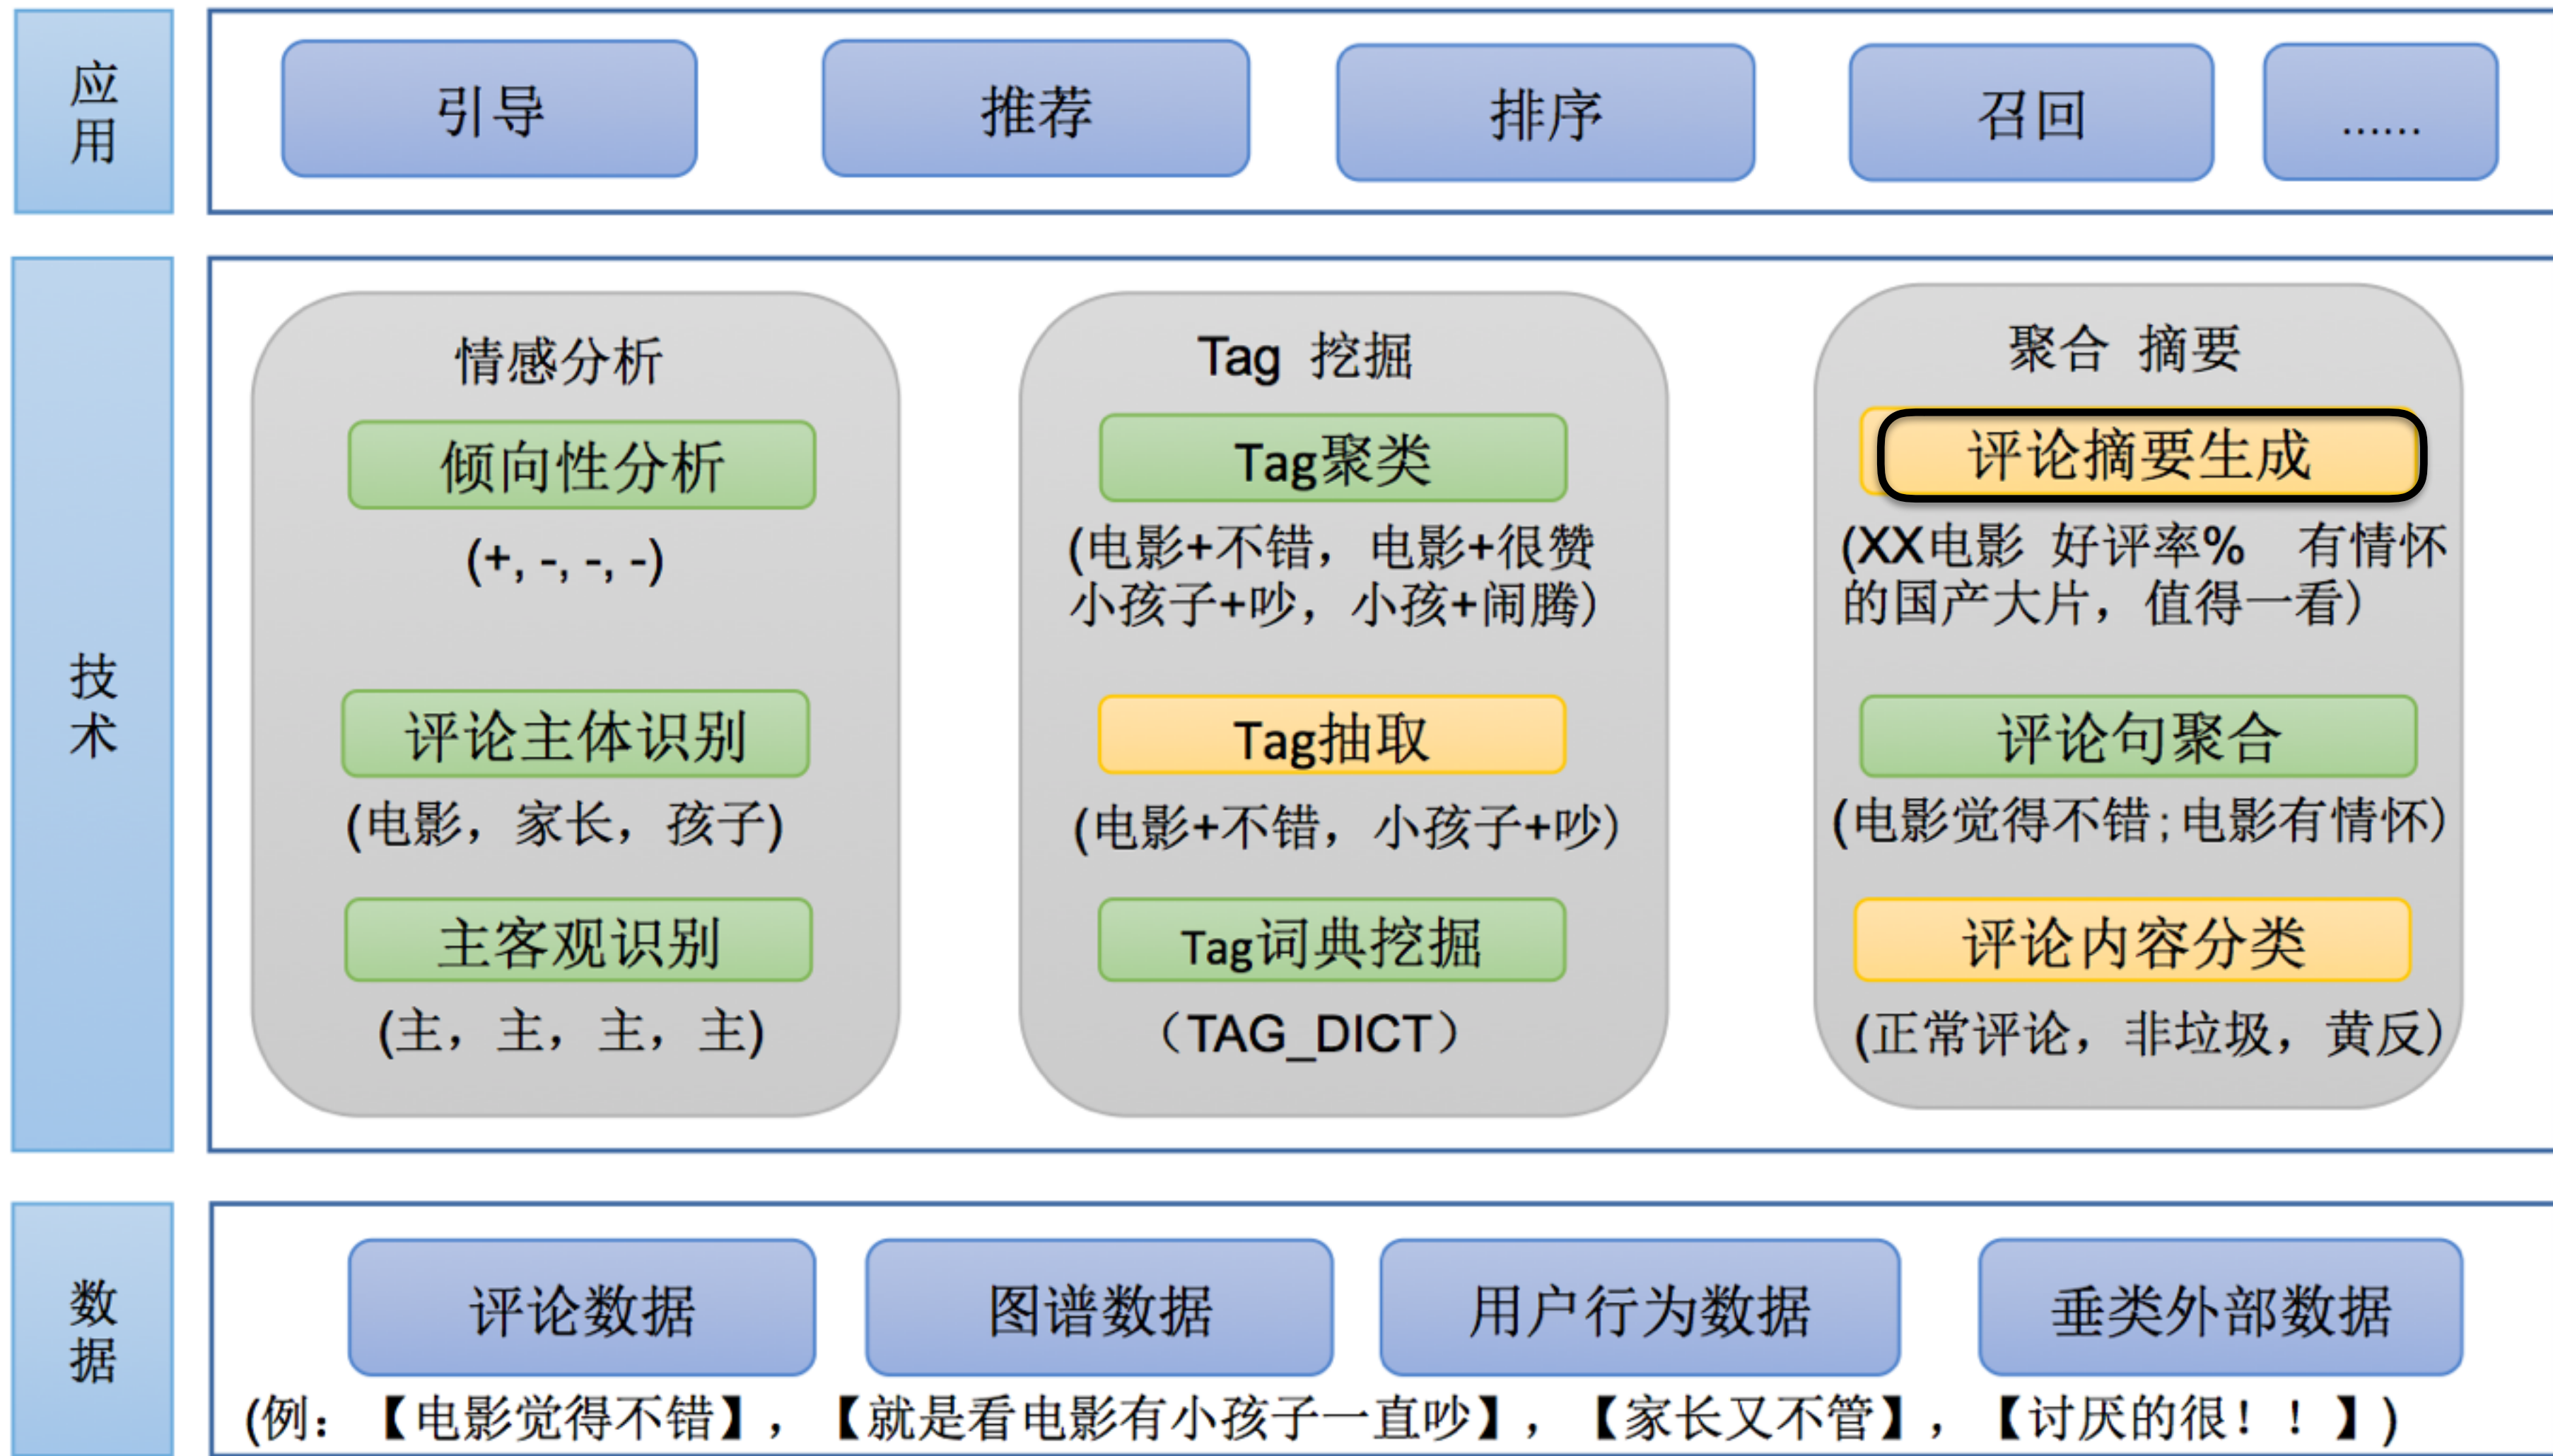 应用
引导
推荐
排序
召回
......
技术
情感分析
倾向性分析
(+, -, -, -)
评论主体识别
(电影，家长，孩子)
主客观识别
(主，主，主，主)
Tag 挖掘
Tag聚类
(电影+不错，电影+很赞
小孩子+吵，小孩+闹腾)
Tag抽取
(电影+不错，小孩子+吵)
Tag词典挖掘
（TAG_DICT）
聚合 摘要
评论摘要生成
(XX电影 好评率% 有情怀
的国产大片，值得一看)
评论句聚合
(电影觉得不错;电影有情怀)
评论内容分类
(正常评论，非垃圾，黄反)
数据
评论数据
图谱数据
用户行为数据
垂类外部数据
(例：【电影觉得不错】，【就是看电影有小孩子一直吵】，【家长又不管】，【讨厌的很！！】)